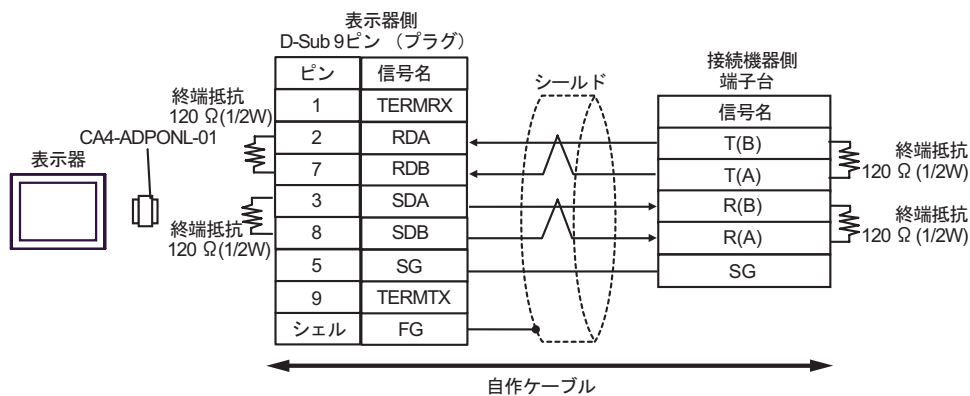 表示器側
D-Sub 9ピン (プラグ)
ピン 信号名
1 TERMRX
2 RDA
7 RDB
3 SDA
8 SDB
5 SG
9 TERMTX
シェル FG
終端抵抗
120 Ω(1/2W)
CA4-ADPONL-01
表示器
終端抵抗
120 Ω(1/2W)
シールド
接続機器側
端子台
信号名
T(B)
T(A)
R(B)
R(A)
SG
終端抵抗
120 Ω (1/2W)
終端抵抗
120 Ω (1/2W)
自作ケーブル